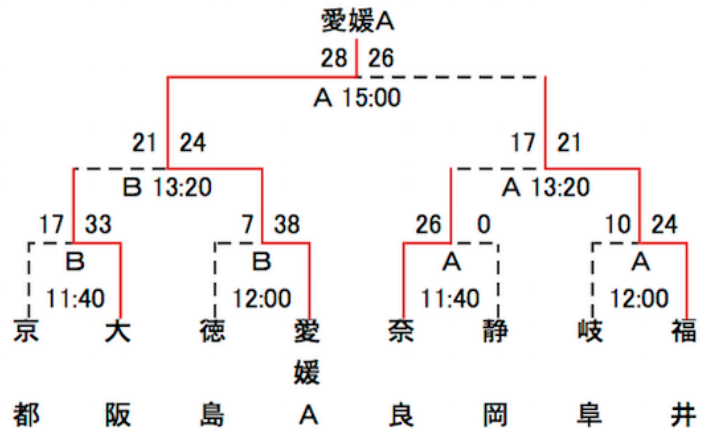 愛媛A
28 26
A 15:00
21 24 17 21
B 13:20 A 13:20
17 33 7 38 26 0 10 24
B B A A
11:40 12:00 11:40 12:00
京都 大阪 徳島 愛媛A 奈良 静岡 岐阜 福井